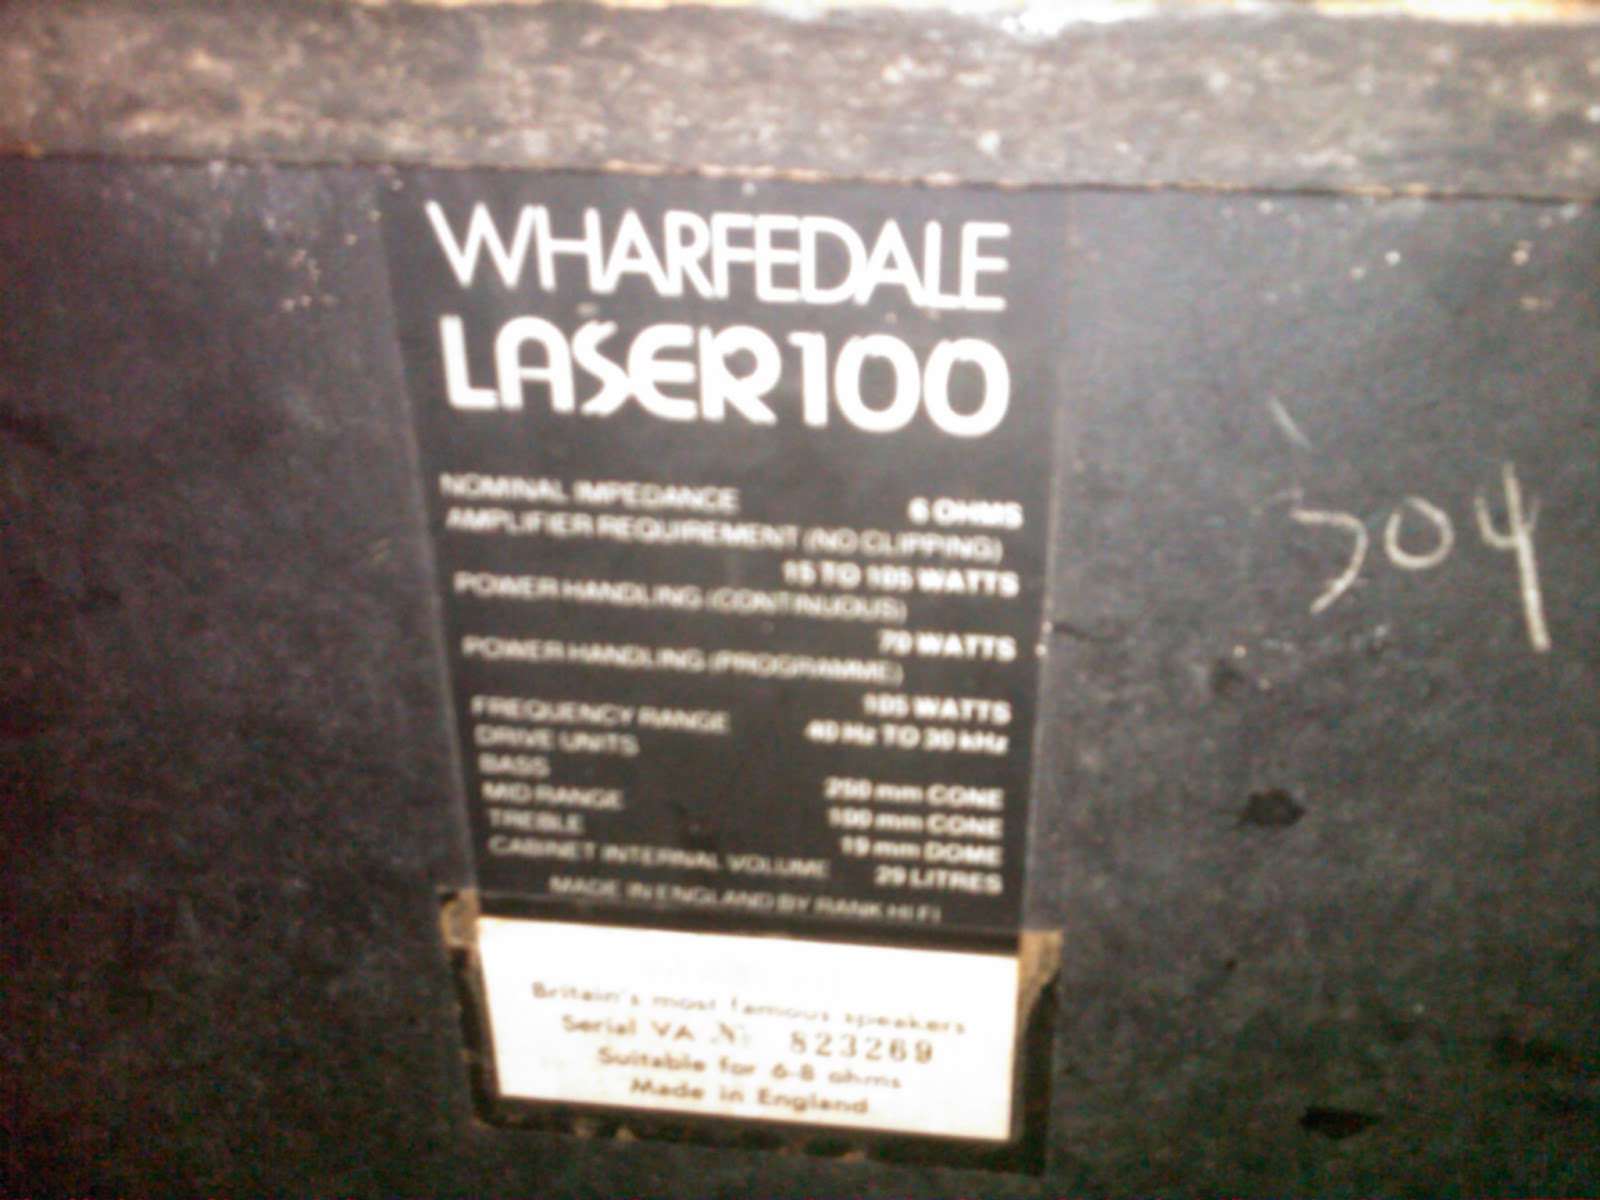 WHARFEDALE
LASER 100
NOMINAL IMPEDANCE 6 OHMS
AMPLIFIER REQUIREMENT (NO CLIPPING)
15 TO 105 WATTS
POWER HANDLING (CONTINUOUS)
70 WATTS
POWER HANDLING (PROGRAMME)
105 WATTS
FREQUENCY RANGE 40 Hz TO 30 kHz
DRIVE UNITS
BASS 250 mm CONE
MID RANGE 100 mm CONE
TREBLE 19 mm DOME
CABINET INTERNAL VOLUME 29 LITRES
MADE IN ENGLAND BY RANK HI FI
Britain's most famous speakers
Serial VA № 823269
Suitable for 6-8 ohms
Made in England
304